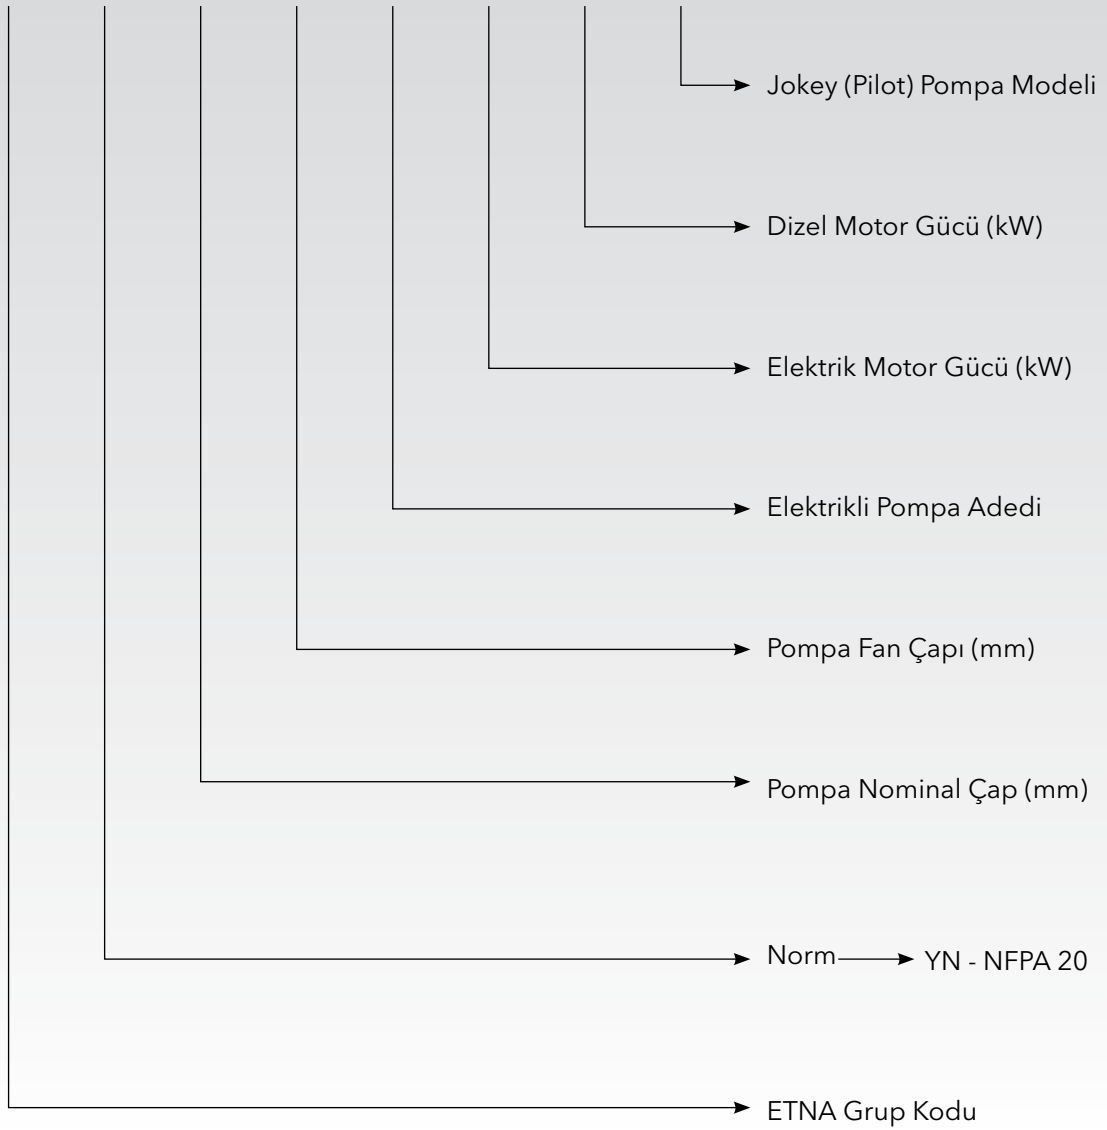 Jokey (Pilot) Pompa Modeli
Dizel Motor Gücü (kW)
Elektrik Motor Gücü (kW)
Elektrikli Pompa Adedi
Pompa Fan Çapı (mm)
Pompa Nominal Çap (mm)
Norm YN - NFPA 20
ETNA Grup Kodu